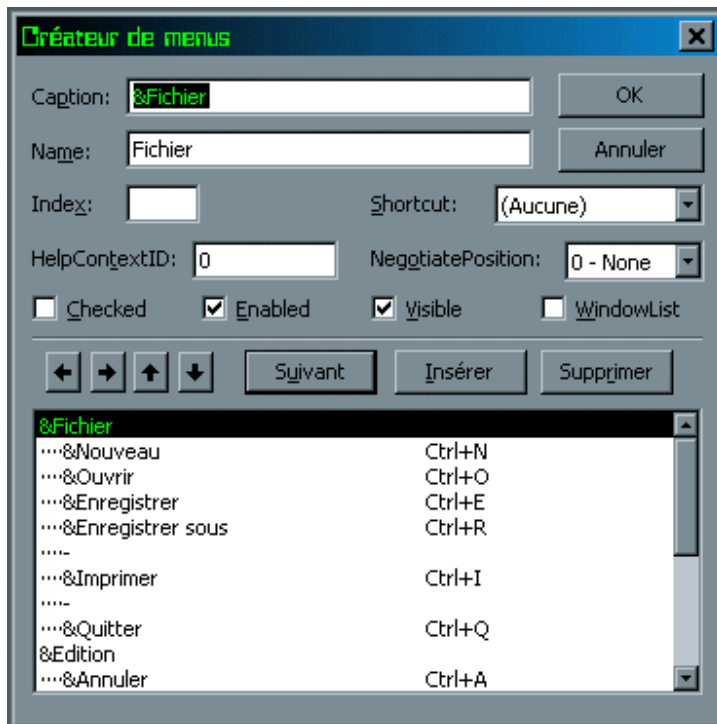 Créateur de menus
Caption: &Fichier OK
Name: Fichier Annuler
Index: Shortcut: (Aucune)
HelpContextID: 0 NegotiatePosition: 0 - None
Checked Enabled Visible WindowList
Suivant Insérer Supprimer
&Fichier
····&Nouveau Ctrl+N
····&Ouvrir Ctrl+O
····&Enregistrer Ctrl+E
····&Enregistrer sous Ctrl+R
····-
····&Imprimer Ctrl+I
····-
····&Quitter Ctrl+Q
&Edition
····&Annuler Ctrl+A